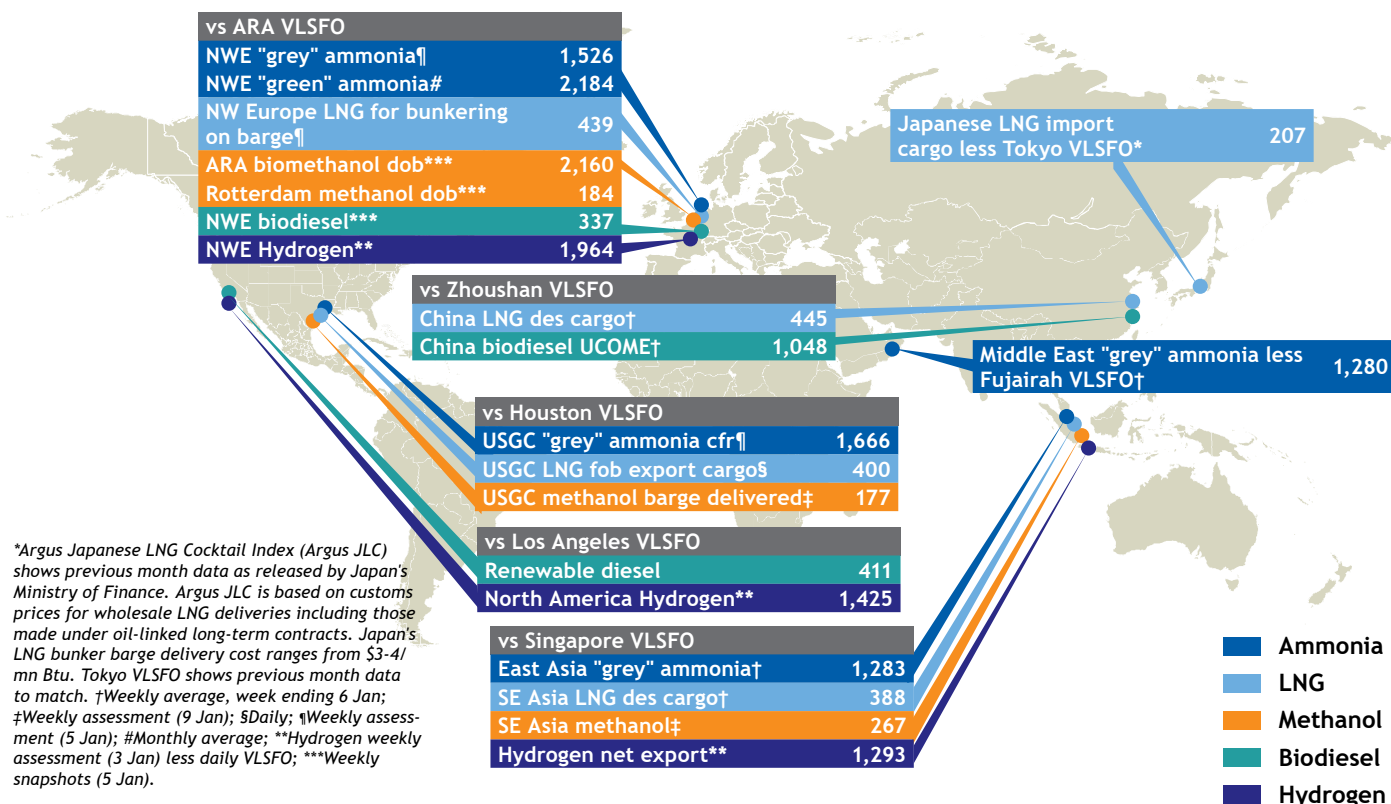 vs ARA VLSFO
NWE "grey" ammonia¶ 1,526
NWE "green" ammonia# 2,184
NW Europe LNG for bunkering
on barge¶ 439
ARA biomethanol dob*** 2,160
Rotterdam methanol dob*** 184
NWE biodiesel*** 337
NWE Hydrogen** 1,964
Japanese LNG import
cargo less Tokyo VLSFO* 207
vs Zhoushan VLSFO
China LNG des cargo† 445
China biodiesel UCOME† 1,048
Middle East "grey" ammonia less
Fujairah VLSFO† 1,280
vs Houston VLSFO
USGC "grey" ammonia cfr¶ 1,666
USGC LNG fob export cargo§ 400
USGC methanol barge delivered‡ 177
vs Los Angeles VLSFO
Renewable diesel 411
North America Hydrogen** 1,425
vs Singapore VLSFO
East Asia "grey" ammonia† 1,283
SE Asia LNG des cargo† 388
SE Asia methanol‡ 267
Hydrogen net export** 1,293
*Argus Japanese LNG Cocktail Index (Argus JLC)
shows previous month data as released by Japan's
Ministry of Finance. Argus JLC is based on customs
prices for wholesale LNG deliveries including those
made under oil-linked long-term contracts. Japan's
LNG bunker barge delivery cost ranges from $3-4/
mn Btu. Tokyo VLSFO shows previous month data
to match. †Weekly average, week ending 6 Jan;
‡Weekly assessment (9 Jan); §Daily; ¶Weekly assess-
ment (5 Jan); #Monthly average; **Hydrogen weekly
assessment (3 Jan) less daily VLSFO; ***Weekly
snapshots (5 Jan).
Ammonia
LNG
Methanol
Biodiesel
Hydrogen